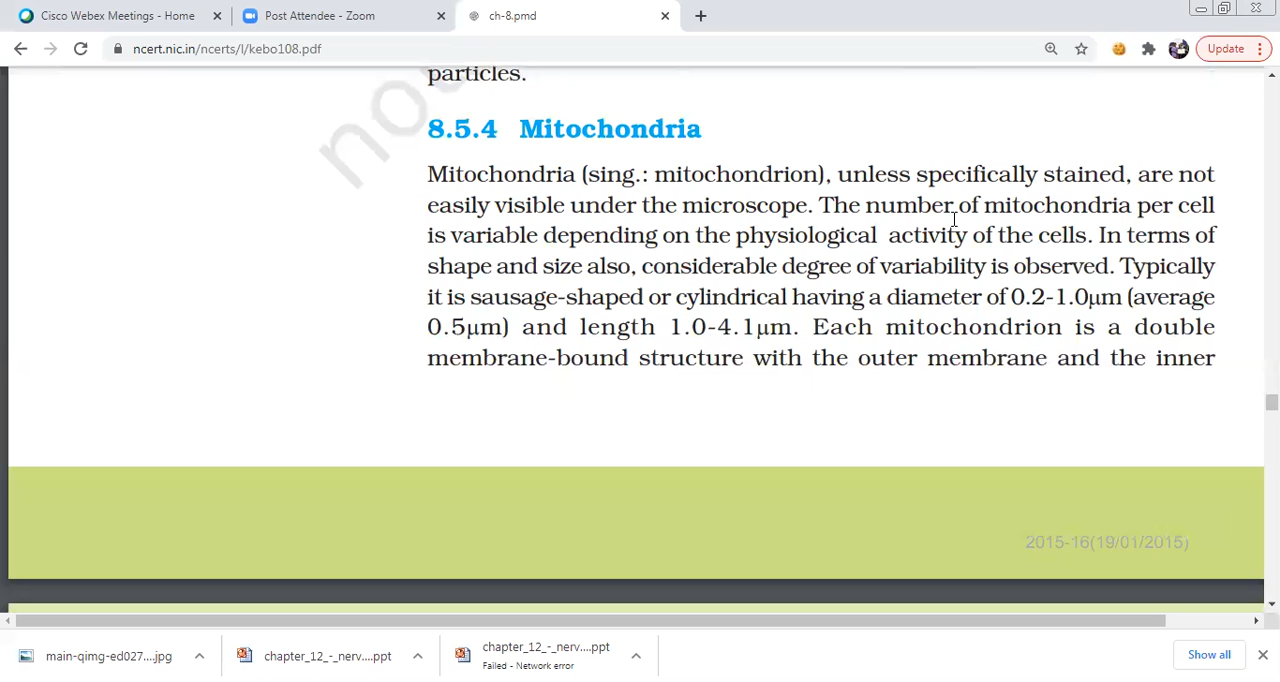 Cisco Webex Meetings - Home
Post Attendee - Zoom
ch-8.pmd
ncert.nic.in/ncerts/l/kebo108.pdf
Update
particles.
not
8.5.4 Mitochondria
Mitochondria (sing.: mitochondrion), unless specifically stained, are not
easily visible under the microscope. The number of mitochondria per cell
is variable depending on the physiological activity of the cells. In terms of
shape and size also, considerable degree of variability is observed. Typically
it is sausage-shaped or cylindrical having a diameter of 0.2-1.0μm (average
0.5μm) and length 1.0-4.1μm. Each mitochondrion is a double
membrane-bound structure with the outer membrane and the inner
2015-16(19/01/2015)
main-qimg-ed027....jpg
chapter_12_-_nerv....ppt
chapter_12_-_nerv....ppt
Failed - Network error
Show all